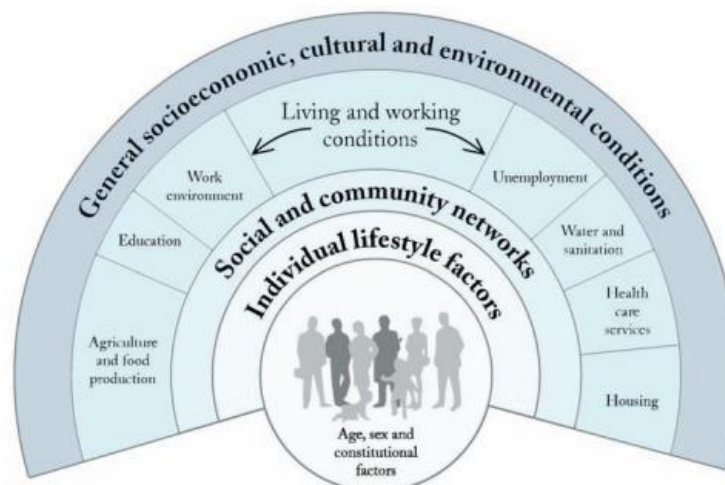 General socioeconomic, cultural and environmental conditions
Living and working
conditions
Work
environment
Unemployment
Education
Water and
sanitation
Agriculture
and food
production
Health
care
services
Housing
Social and community networks
Individual lifestyle factors
Age, sex and
constitutional
factors